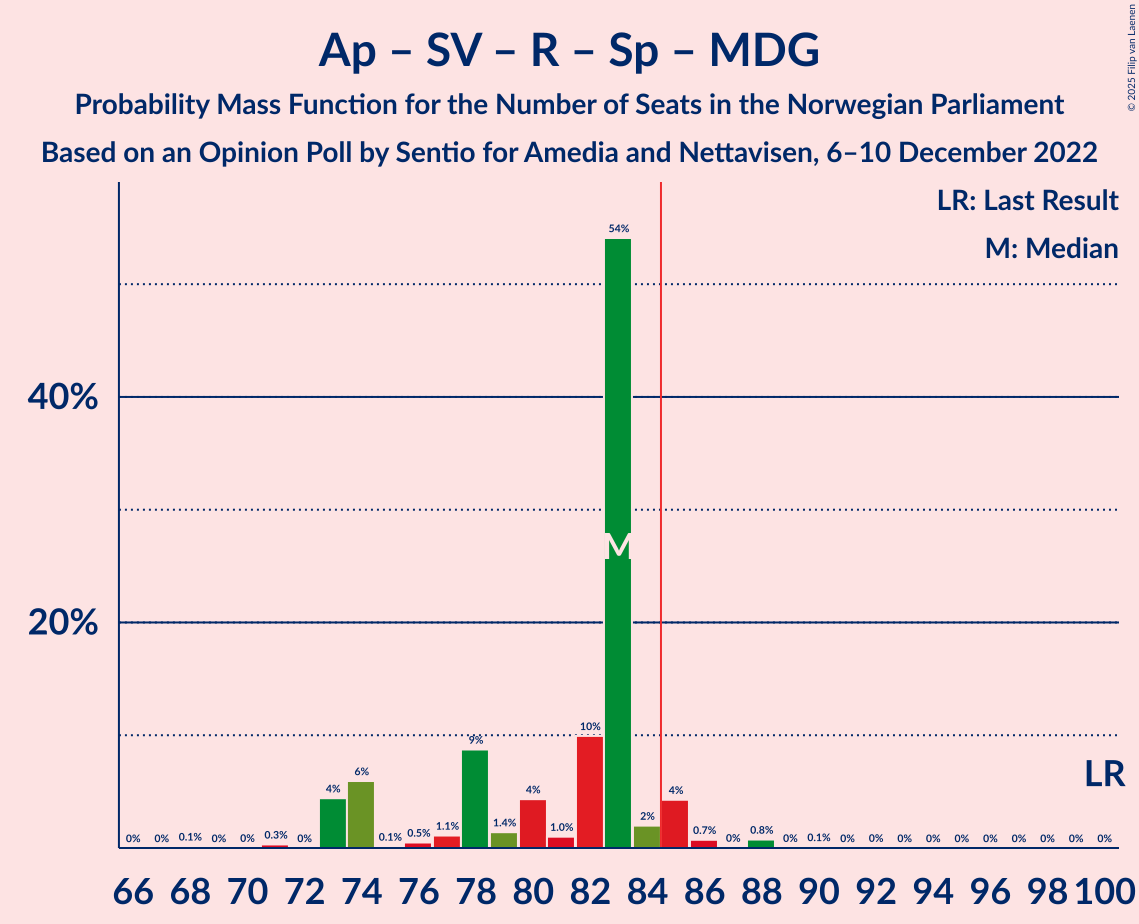 Ap – SV – R – Sp – MDG
Probability Mass Function for the Number of Seats in the Norwegian Parliament
Based on an Opinion Poll by Sentio for Amedia and Nettavisen, 6–10 December 2022
© 2025 Filip van Laenen
LR: Last Result
M: Median
40%
20%
0% 0% 0.1% 0% 0% 0.3% 0% 4% 6% 0.1% 0.5% 1.1% 9% 1.4% 4% 1.0% 10% 54% 2% 4% 0.7% 0% 0.8% 0% 0.1% 0% 0% 0% 0% 0% 0% 0% 0% 0% 0%
M
LR
66 68 70 72 74 76 78 80 82 84 86 88 90 92 94 96 98 100